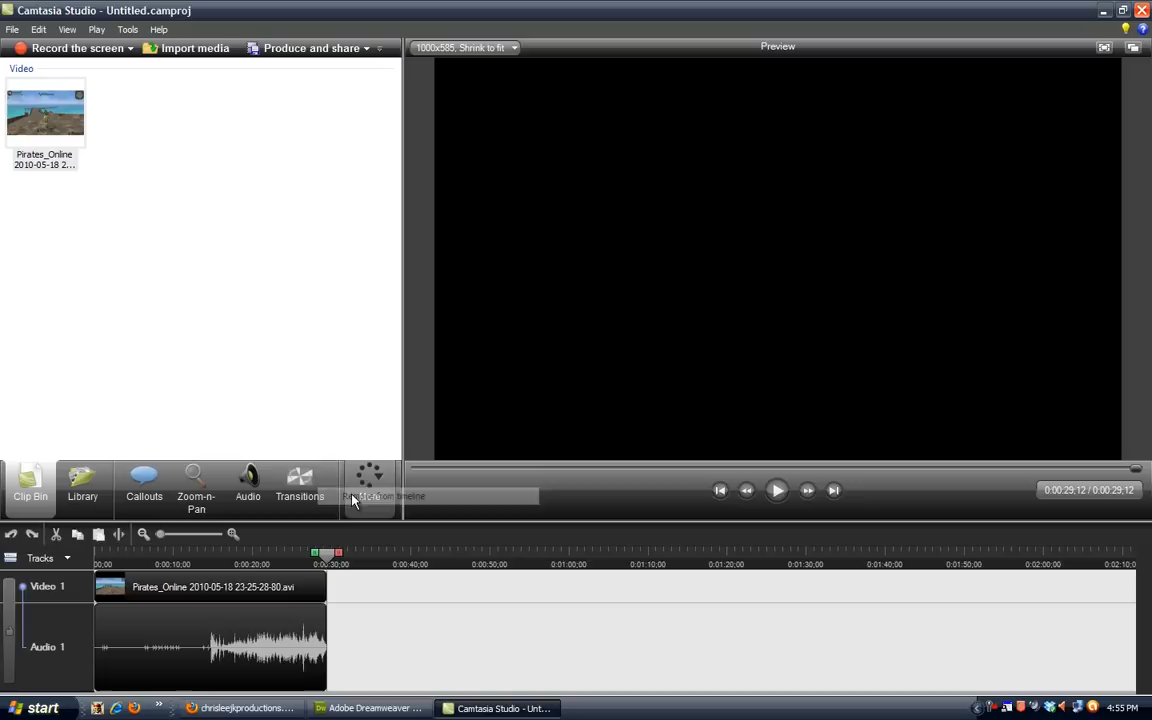 Camtasia Studio - Untitled.camproj
File Edit View Play Tools Help
Record the screen Import media Produce and share
1000x585, Shrink to fit
Preview
Video
Pirates_Online
2010-05-18 2...
Clip Bin
Library
Callouts
Zoom-n-
Pan
Audio
Transitions
More
from timeline
0:00:29;12 / 0:00:29;12
Tracks
00;00 0:00:10;00 0:00:20;00 0:00:30;00 0:00:40;00 0:00:50;00 0:01:00;00 0:01:10;00 0:01:20;00 0:01:30;00 0:01:40;00 0:01:50;00 0:02:00;00 0:02:10;0
Video 1
Pirates_Online 2010-05-18 23-25-28-80.avi
Audio 1
start
chrisleejkproductions....
Adobe Dreamweaver ...
Camtasia Studio - Unt...
4:55 PM